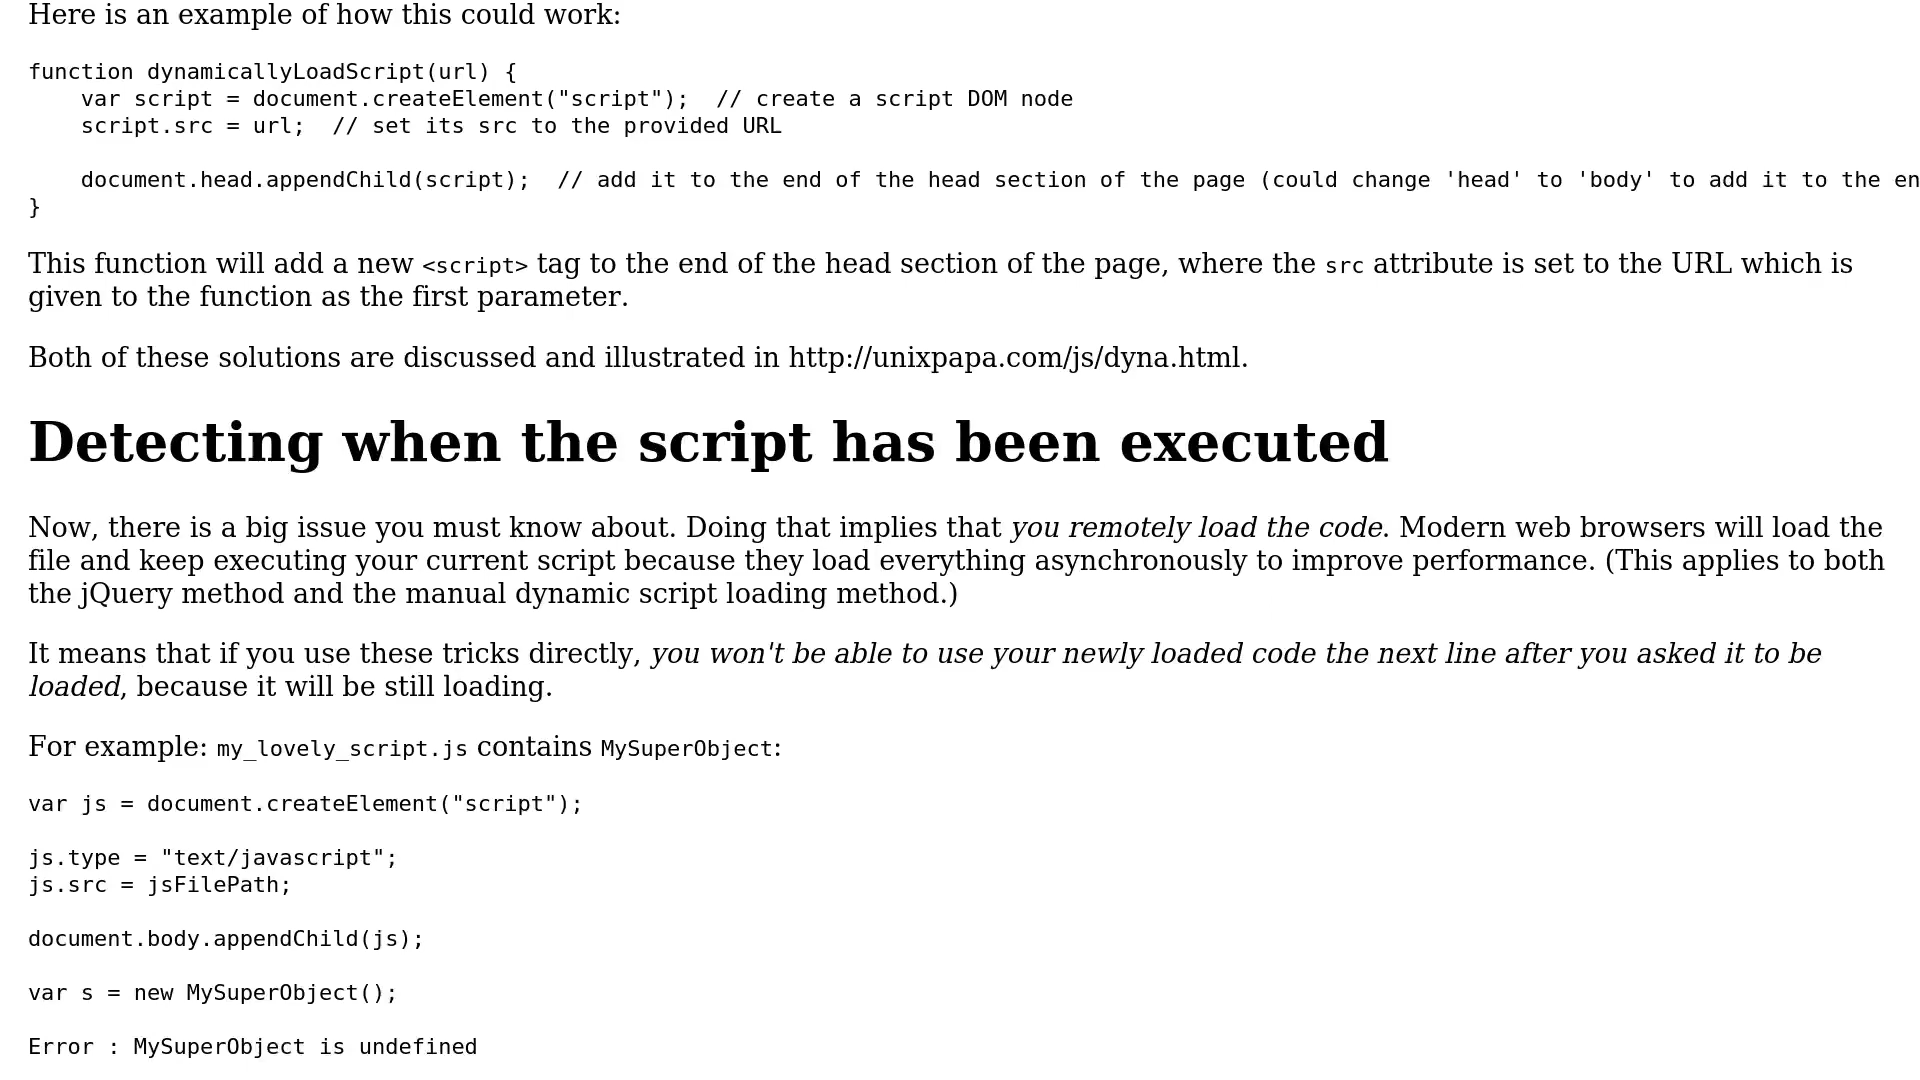 Here is an example of how this could work:
function dynamicallyLoadScript(url) {
    var script = document.createElement("script");  // create a script DOM node
    script.src = url;  // set its src to the provided URL
    document.head.appendChild(script);  // add it to the end of the head section of the page (could change 'head' to 'body' to add it to the en
}
This function will add a new <script> tag to the end of the head section of the page, where the src attribute is set to the URL which is
given to the function as the first parameter.
Both of these solutions are discussed and illustrated in http://unixpapa.com/js/dyna.html.
Detecting when the script has been executed
Now, there is a big issue you must know about. Doing that implies that you remotely load the code. Modern web browsers will load the
file and keep executing your current script because they load everything asynchronously to improve performance. (This applies to both
the jQuery method and the manual dynamic script loading method.)
It means that if you use these tricks directly, you won't be able to use your newly loaded code the next line after you asked it to be
loaded, because it will be still loading.
For example: my_lovely_script.js contains MySuperObject:
var js = document.createElement("script");
js.type = "text/javascript";
js.src = jsFilePath;
document.body.appendChild(js);
var s = new MySuperObject();
Error : MySuperObject is undefined